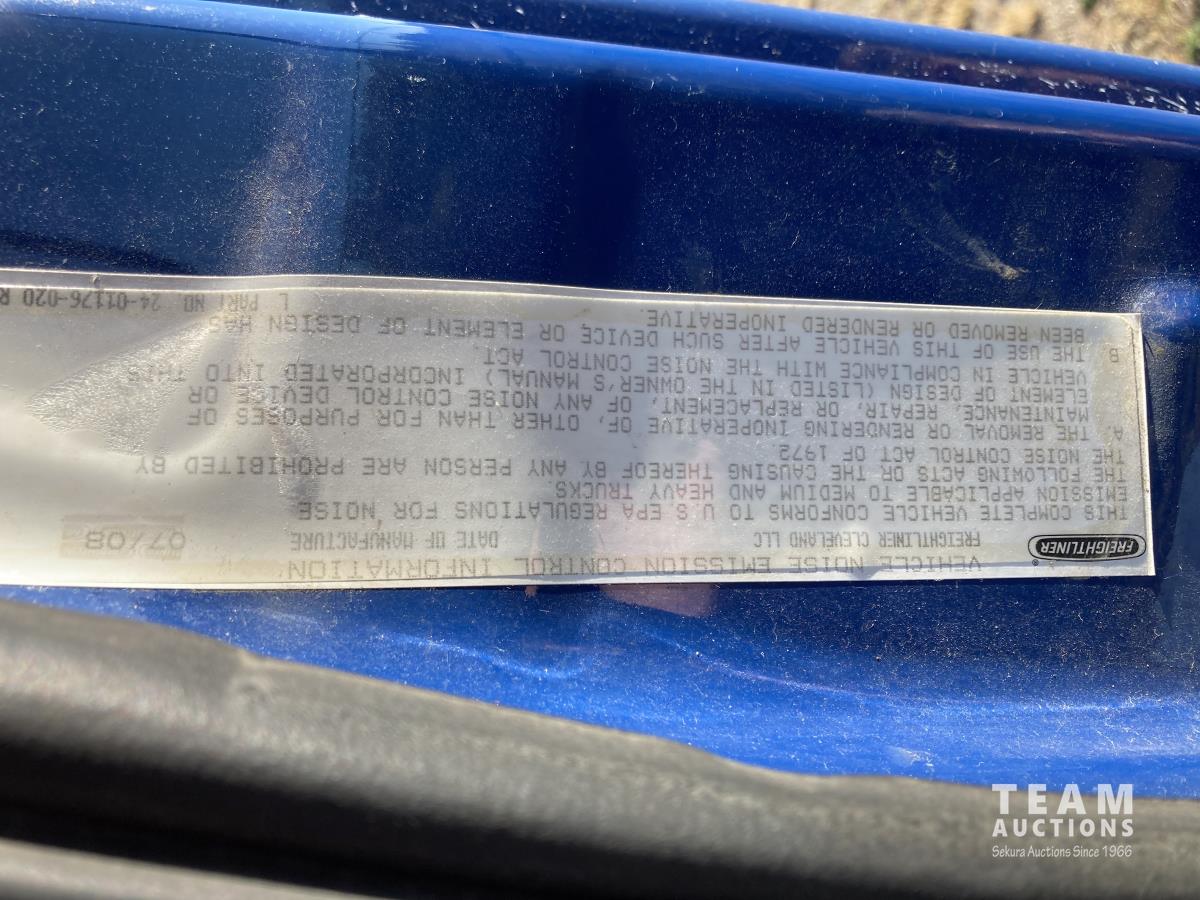 VEHICLE NOISE EMISSION CONTROL INFORMATION
FREIGHTLINER® FREIGHTLINER CLEVELAND LLC DATE OF MANUFACTURE 07/08
THIS COMPLETE VEHICLE CONFORMS TO U.S EPA REGULATIONS FOR NOISE
EMISSION APPLICABLE TO MEDIUM AND HEAVY TRUCKS.
THE FOLLOWING ACTS OR THE CAUSING THEREOF BY ANY PERSON ARE PROHIBITED BY
THE NOISE CONTROL ACT OF 1972
A. THE REMOVAL OR RENDERING INOPERATIVE, OTHER THAN FOR PURPOSES OF
MAINTENANCE, REPAIR, OR REPLACEMENT, OF ANY NOISE CONTROL DEVICE OR
ELEMENT OF DESIGN (LISTED IN THE OWNER'S MANUAL) INCORPORATED INTO THIS
VEHICLE IN COMPLIANCE WITH THE NOISE CONTROL ACT
B THE USE OF THIS VEHICLE AFTER SUCH DEVICE OR ELEMENT OF DESIGN HAS
BEEN REMOVED OR RENDERED INOPERATIVE.
L PART NO. 24-01176-020 R
TEAM
AUCTIONS
Sekura Auctions Since 1966